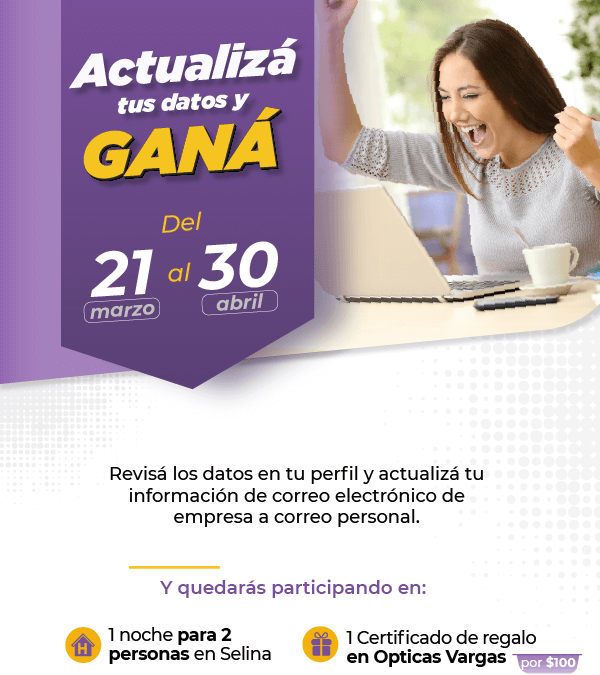 Actualizá
tus datos y
GANÁ
Del
21 al 30
marzo abril
Revisá los datos en tu perfil y actualizá tu
información de correo electrónico de
empresa a correo personal.
Y quedarás participando en:
1 noche para 2
personas en Selina
1 Certificado de regalo
en Opticas Vargas por $100